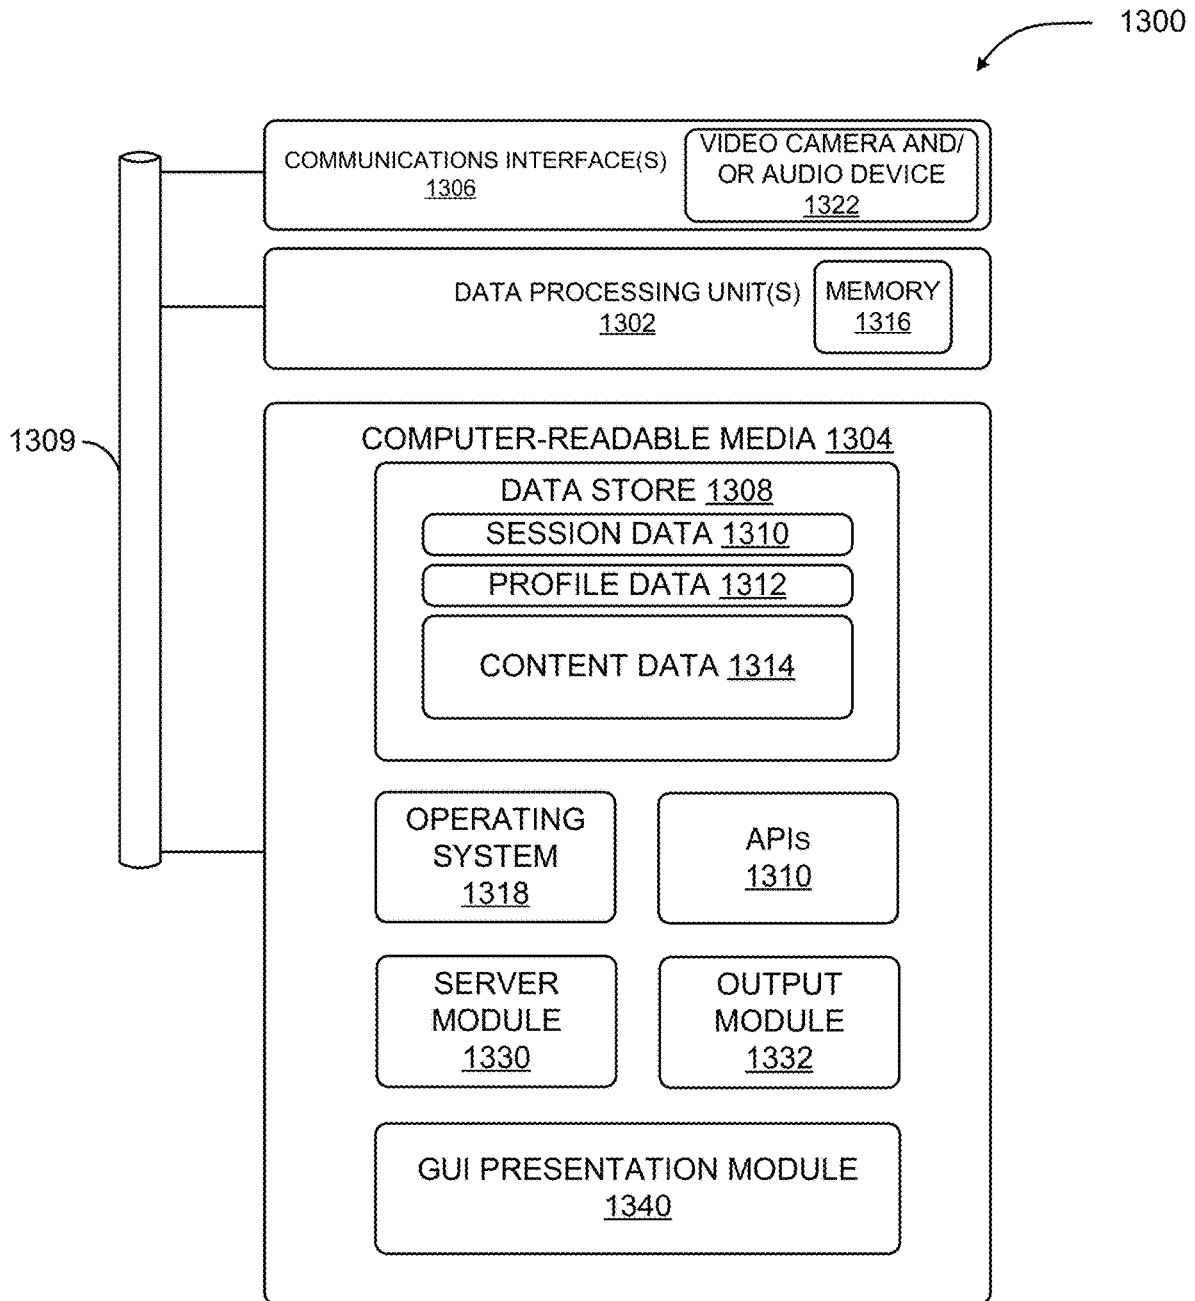 1300
COMMUNICATIONS INTERFACE(S)
1306
VIDEO CAMERA AND/
OR AUDIO DEVICE
1322
DATA PROCESSING UNIT(S)
1302
MEMORY
1316
1309
COMPUTER-READABLE MEDIA 1304
DATA STORE 1308
SESSION DATA 1310
PROFILE DATA 1312
CONTENT DATA 1314
OPERATING
SYSTEM
1318
APIs
1310
SERVER
MODULE
1330
OUTPUT
MODULE
1332
GUI PRESENTATION MODULE
1340